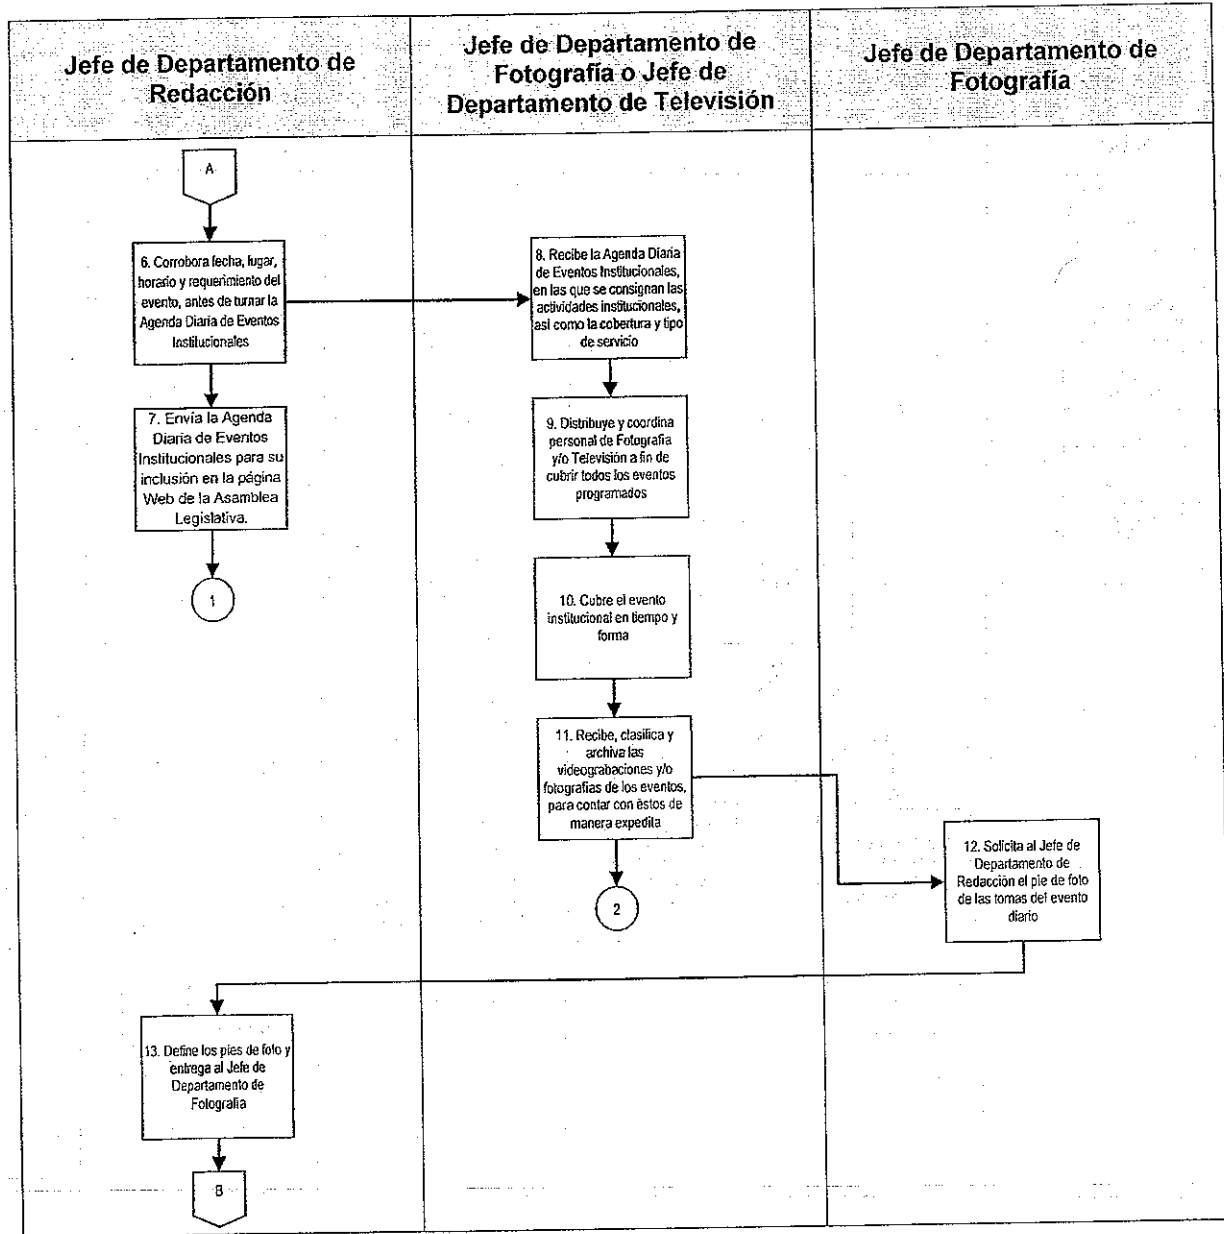 Jefe de Departamento de
Redacción
Jefe de Departamento de
Fotografía o Jefe de
Departamento de Televisión
Jefe de Departamento de
Fotografía
A
6. Corrobora fecha, lugar,
horario y requerimiento del
evento, antes de turnar la
Agenda Diaria de Eventos
Institucionales
7. Envía la Agenda
Diaria de Eventos
Institucionales para su
inclusión en la página
Web de la Asamblea
Legislativa.
1
8. Recibe la Agenda Diaria
de Eventos Institucionales,
en las que se consignan las
actividades institucionales,
así como la cobertura y tipo
de servicio
9. Distribuye y coordina
personal de Fotografía
y/o Televisión a fin de
cubrir todos los eventos
programados
10. Cubre el evento
institucional en tiempo y
forma
11. Recibe, clasifica y
archiva las
videograbaciones y/o
fotografías de los eventos,
para contar con éstos de
manera expedita
2
12. Solicita al Jefe de
Departamento de
Redacción el pie de foto
de las tomas del evento
diario
13. Define los pies de foto y
entrega al Jefe de
Departamento de
Fotografía
B